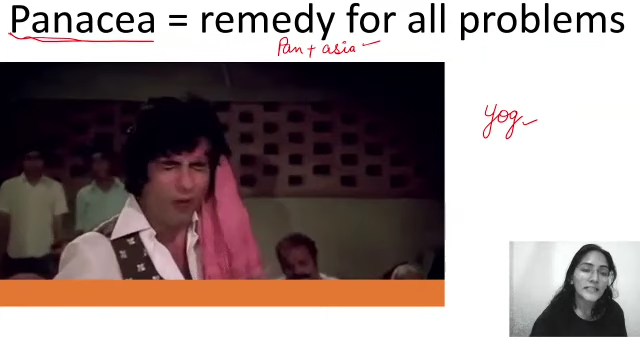 Panacea = remedy for all problems
Pan + asia
yog